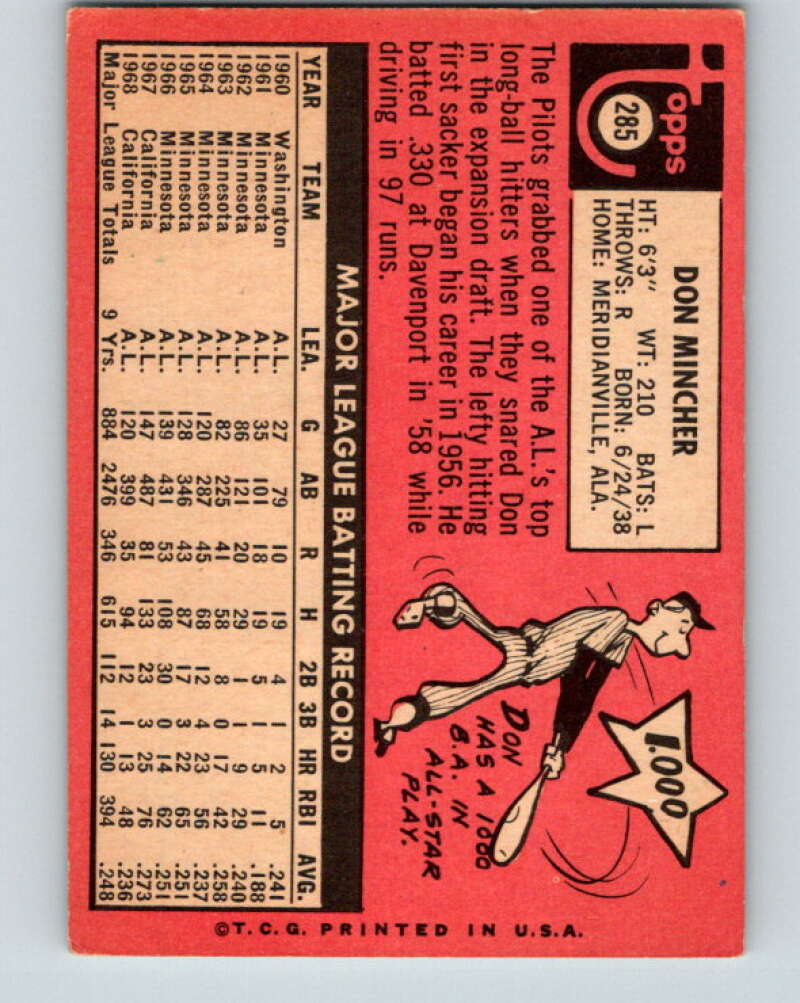 Topps
285
DON MINCHER
HT: 6'3" WT: 210 BATS: L
THROWS: R BORN: 6/24/38
HOME: MERIDIANVILLE, ALA.
The Pilots grabbed one of the A.L.'s top
long-ball hitters when they snared Don
in the expansion draft. The lefty hitting
first sacker began his career in 1956. He
batted .330 at Davenport in '58 while
driving in 97 runs.
1.000
DON
HAS A 1000
B.A. IN
ALL-STAR
PLAY.
MAJOR LEAGUE BATTING RECORD
YEAR TEAM LEA. G AB R H 2B 3B HR RBI AVG.
1960 Washington A.L. 27 79 10 19 4 1 2 5 .241
1961 Minnesota A.L. 35 101 18 19 5 1 5 11 .188
1962 Minnesota A.L. 86 121 20 29 1 1 9 29 .240
1963 Minnesota A.L. 82 225 41 58 8 0 17 42 .258
1964 Minnesota A.L. 120 287 45 68 12 4 23 56 .237
1965 Minnesota A.L. 128 346 43 87 17 3 22 65 .251
1966 Minnesota A.L. 139 431 53 108 30 0 14 62 .251
1967 California A.L. 147 487 81 133 23 3 25 76 .273
1968 California A.L. 120 399 35 94 12 1 13 48 .236
Major League Totals 9 Yrs. 884 2476 346 615 112 14 130 394 .248
©T.C.G. PRINTED IN U.S.A.